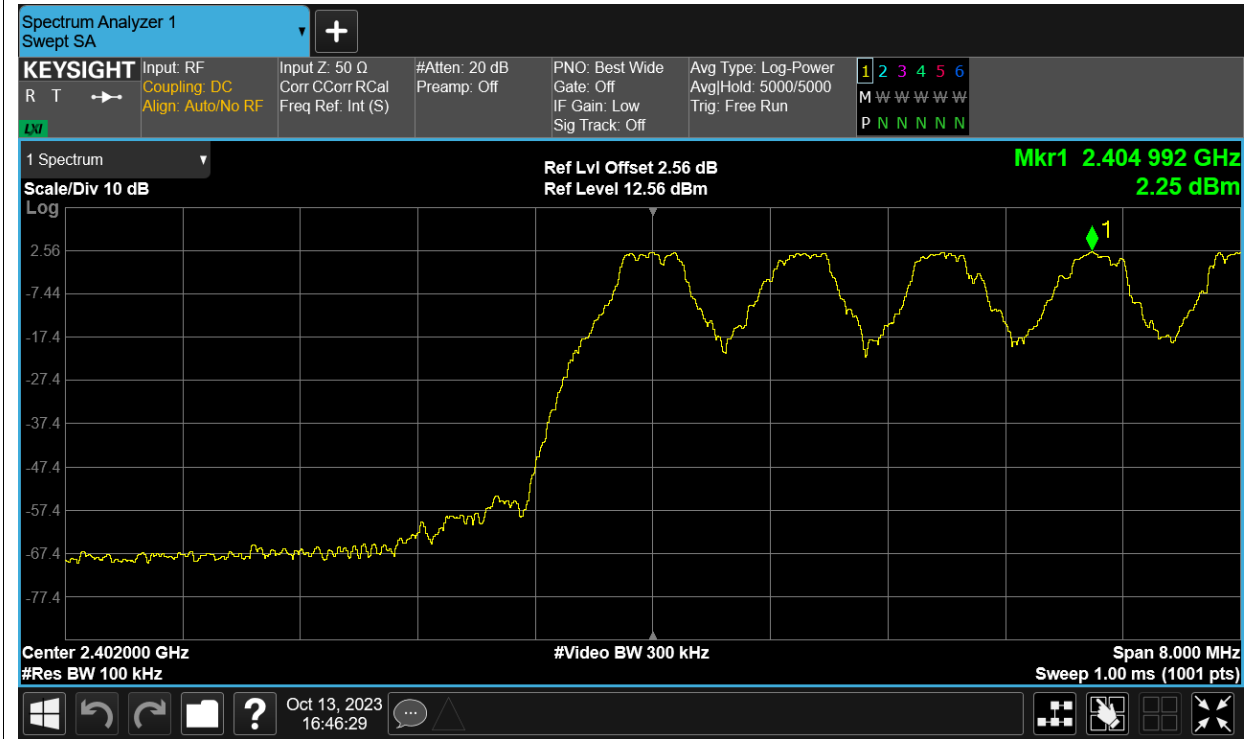 Spectrum Analyzer 1
Swept SA
+
KEYSIGHT
R T
LXI
Input: RF
Coupling: DC
Align: Auto/No RF
Input Z: 50 Ω
Corr CCorr RCal
Freq Ref: Int (S)
#Atten: 20 dB
Preamp: Off
PNO: Best Wide
Gate: Off
IF Gain: Low
Sig Track: Off
Avg Type: Log-Power
Avg|Hold: 5000/5000
Trig: Free Run
1 2 3 4 5 6
M W W W W W W
P N N N N N N
1 Spectrum
Scale/Div 10 dB
Log
Ref Lvl Offset 2.56 dB
Ref Level 12.56 dBm
Mkr1 2.404 992 GHz
2.25 dBm
1
2.56
-7.44
-17.4
-27.4
-37.4
-47.4
-57.4
-67.4
-77.4
Center 2.402000 GHz
#Res BW 100 kHz
#Video BW 300 kHz
Span 8.000 MHz
Sweep 1.00 ms (1001 pts)
?
Oct 13, 2023
16:46:29